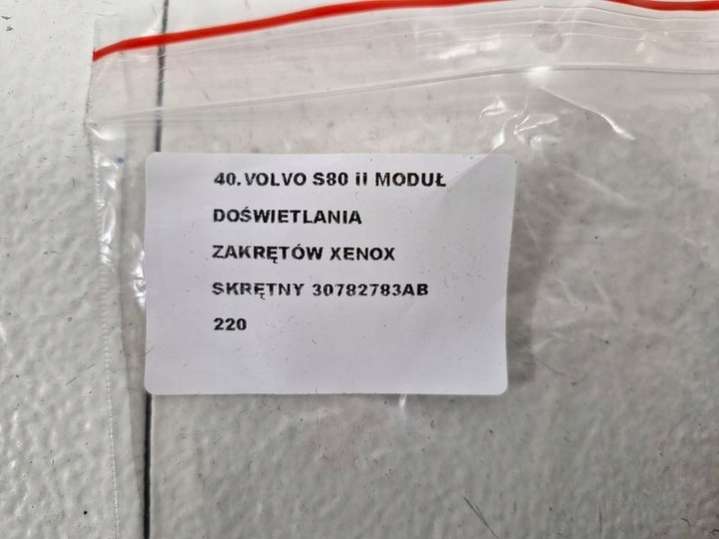 40.VOLVO S80 II MODUŁ
DOŚWIETLANIA
ZAKRĘTÓW XENOX
SKRĘTNY 30782783AB
220